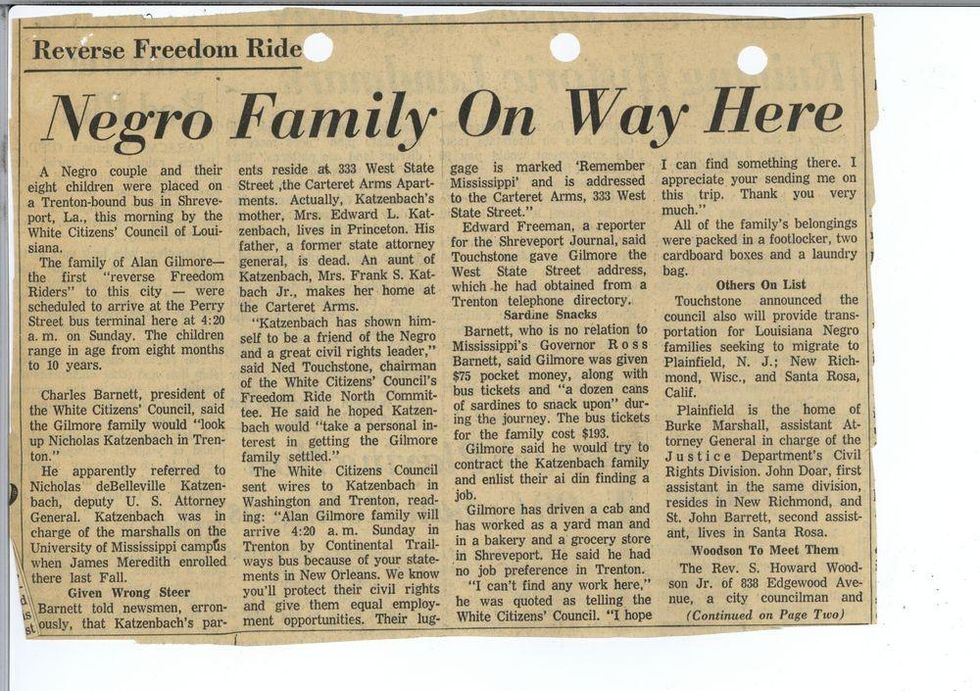 Reverse Freedom Ride
Negro Family On Way Here
A Negro couple and their
eight children were placed on
a Trenton-bound bus in Shreve-
port, La., this morning by the
White Citizens' Council of Loui-
siana.
The family of Alan Gilmore—
the first "reverse Freedom
Riders" to this city — were
scheduled to arrive at the Perry
Street bus terminal here at 4:20
a. m. on Sunday. The children
range in age from eight months
to 10 years.
Charles Barnett, president of
the White Citizens' Council, said
the Gilmore family would "look
up Nicholas Katzenbach in Tren-
ton."
He apparently referred to
Nicholas deBelleville Katzen-
bach, deputy U. S. Attorney
General. Katzenbach was in
charge of the marshalls on the
University of Mississippi campus
when James Meredith enrolled
there last Fall.
Given Wrong Steer
Barnett told newsmen, erron-
ously, that Katzenbach's par-
ents reside at 333 West State
Street ,the Carteret Arms Apart-
ments. Actually, Katzenbach's
mother, Mrs. Edward L. Kat-
zenbach, lives in Princeton. His
father, a former state attorney
general, is dead. An aunt of
Katzenbach, Mrs. Frank S. Kat-
bach Jr., makes her home at
the Carteret Arms.
"Katzenbach has shown him-
self to be a friend of the Negro
and a great civil rights leader,"
said Ned Touchstone, chairman
of the White Citizens' Council's
Freedom Ride North Commit-
tee. He said he hoped Katzen-
bach would "take a personal in-
terest in getting the Gilmore
family settled."
The White Citizens Council
sent wires to Katzenbach in
Washington and Trenton, read-
ing: "Alan Gilmore family will
arrive 4:20 a. m. Sunday in
Trenton by Continental Trail-
ways bus because of your state-
ments in New Orleans. We know
you'll protect their civil rights
and give them equal employ-
ment opportunities. Their lug-
gage is marked 'Remember
Mississippi' and is addressed
to the Carteret Arms, 333 West
State Street."
Edward Freeman, a reporter
for the Shreveport Journal, said
Touchstone gave Gilmore the
West State Street address,
which he had obtained from a
Trenton telephone directory.
Sardine Snacks
Barnett, who is no relation to
Mississippi's Governor Ross
Barnett, said Gilmore was given
$75 pocket money, along with
bus tickets and "a dozen cans
of sardines to snack upon" dur-
ing the journey. The bus tickets
for the family cost $193.
Gilmore said he would try to
contract the Katzenbach family
and enlist their ai din finding a
job.
Gilmore has driven a cab and
has worked as a yard man and
in a bakery and a grocery store
in Shreveport. He said he had
no job preference in Trenton.
"I can't find any work here,"
he was quoted as telling the
White Citizens' Council. "I hope
I can find something there. I
appreciate your sending me on
this trip. Thank you very
much."
All of the family's belongings
were packed in a footlocker, two
cardboard boxes and a laundry
bag.
Others On List
Touchstone announced the
council also will provide trans-
portation for Louisiana Negro
families seeking to migrate to
Plainfield, N. J.; New Rich-
mond, Wisc., and Santa Rosa,
Calif.
Plainfield is the home of
Burke Marshall, assistant At-
torney General in charge of the
Justice Department's Civil
Rights Division. John Doar, first
assistant in the same division,
resides in New Richmond, and
St. John Barrett, second assist-
ant, lives in Santa Rosa.
Woodson To Meet Them
The Rev. S. Howard Wood-
son Jr. of 838 Edgewood Ave-
nue, a city councilman and
(Continued on Page Two)